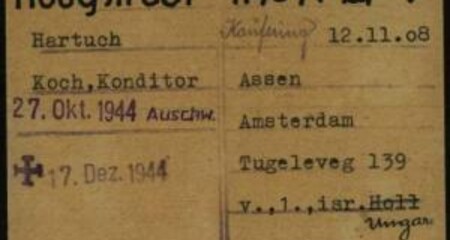 Hartuch
Kaufering 12.11.08
Koch,Konditor
Assen
27. Okt. 1944 Auschw.
Amsterdam
17. Dez. 1944
Tugeleveg 139
v.,1.,isr.Holl
Ungar.